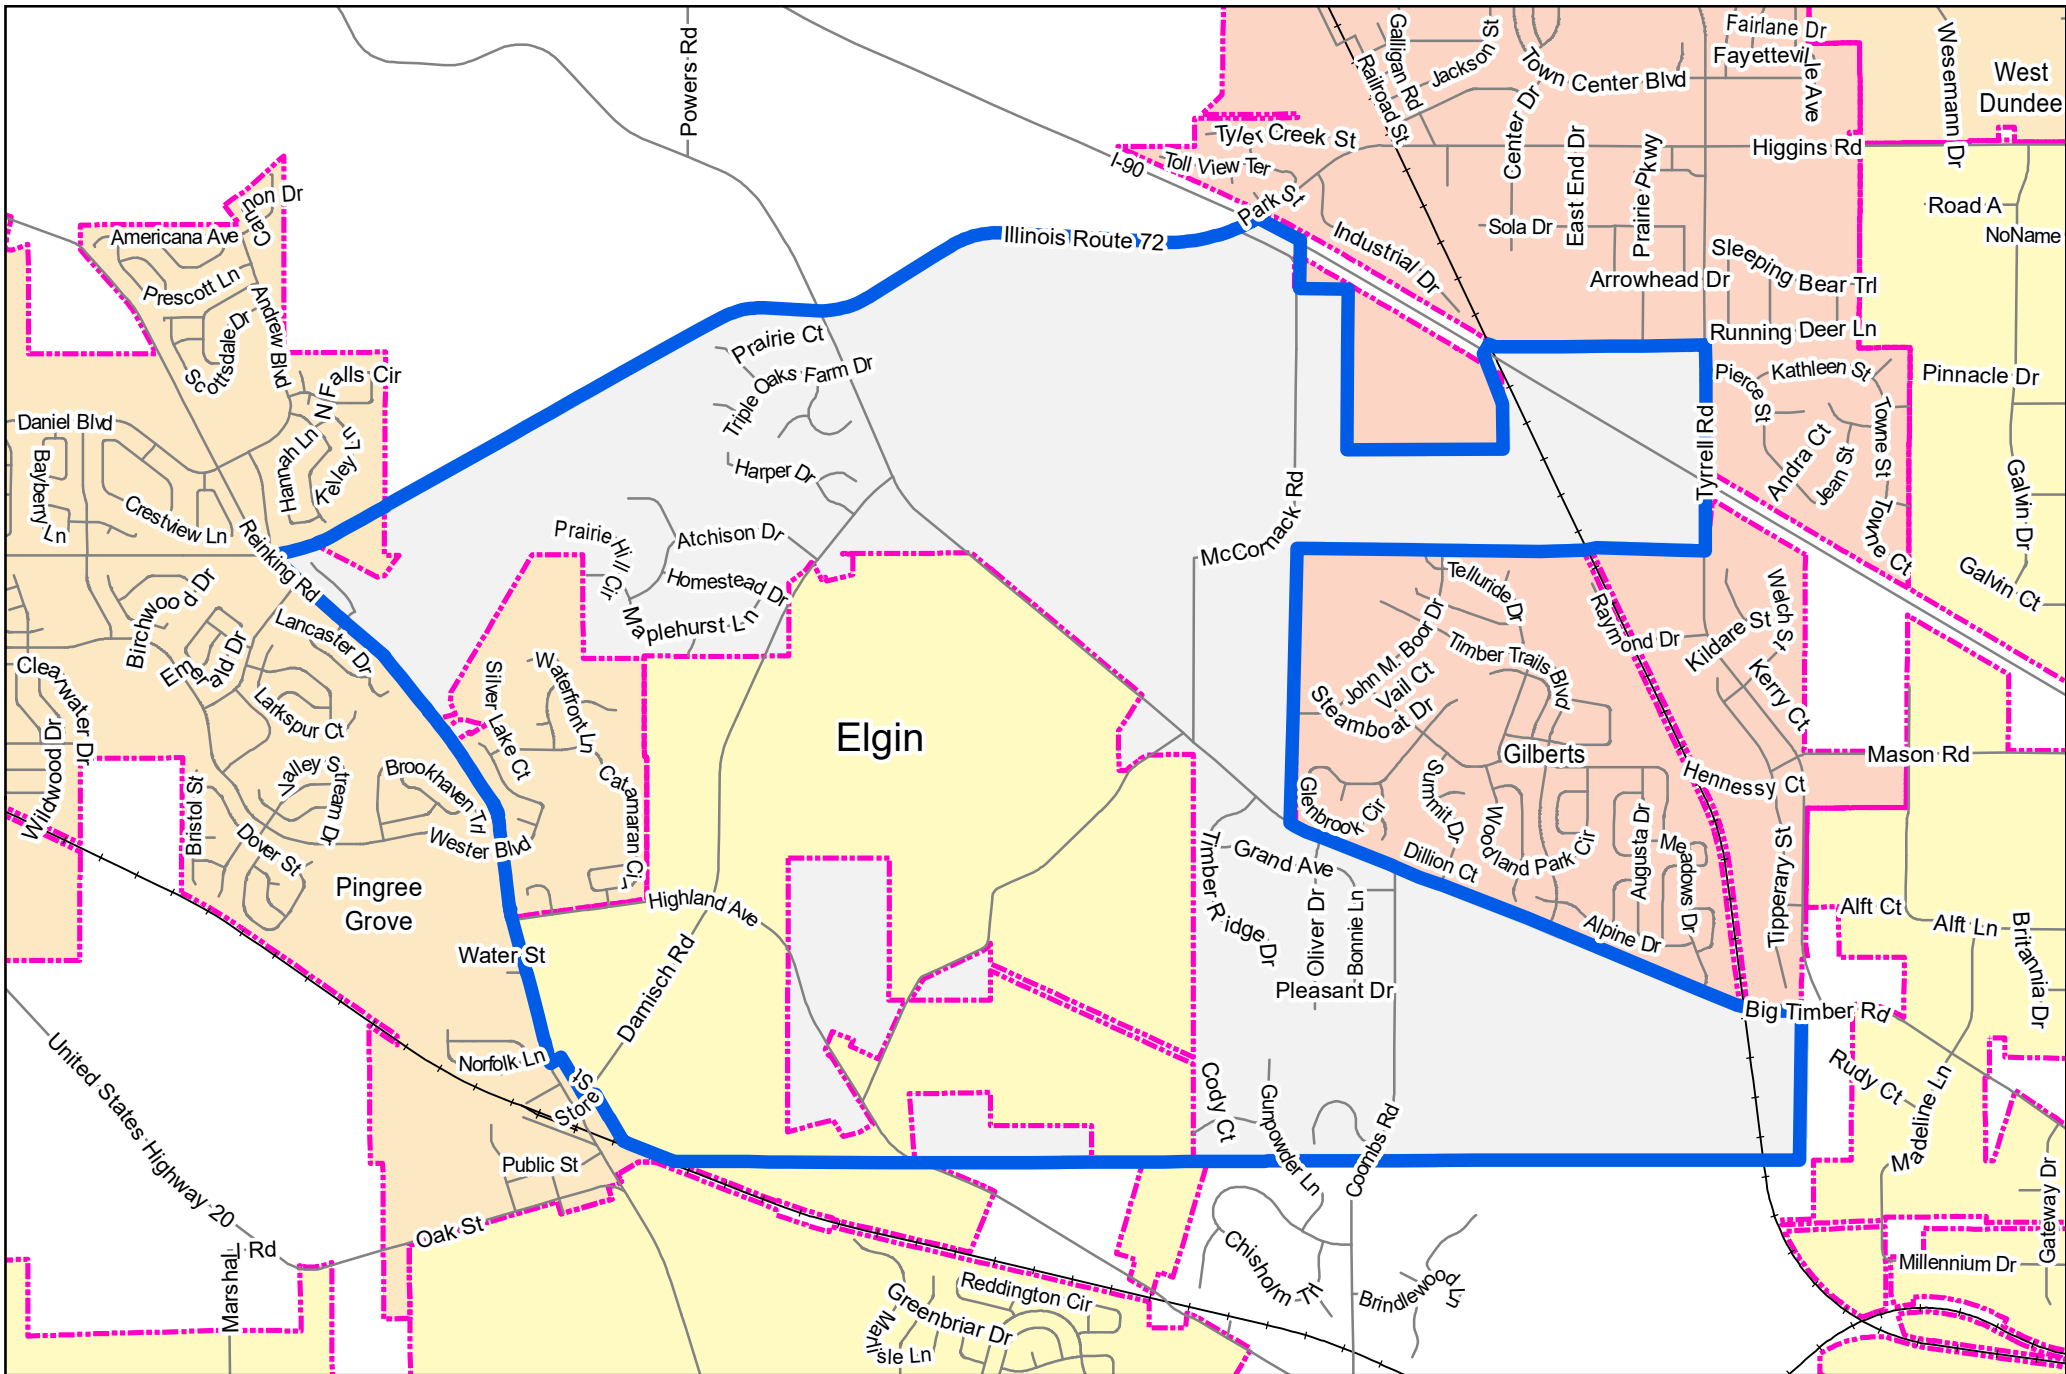 Powers Rd
Galligan Rd
Railroad St
Jackson St
Town Center Blvd
Center Dr
Fairlane Dr
Fayetteville Ave
Wesemann Dr
West
Dundee
Tyler Creek St
Toll View Ter
I-90
Park St
East End Dr
Prairie Pkwy
Higgins Rd
Cannon Dr
Americana Ave
Prescott Ln
Andrew Blvd
Scottsdale Dr
Illinois Route 72
Industrial Dr
Sola Dr
Arrowhead Dr
Sleeping Bear Trl
Running Deer Ln
Road A
NoName
Prairie Ct
Triple Oaks Farm Dr
N Falls Cir
Hannah Ln
Kelley Ln
Daniel Blvd
Bayberry Ln
Crestview Ln
Reinking Rd
Pierce St
Kathleen St
Towne St
Andra Ct
Jean St
Towne Ct
Tyrrell Rd
Pinnacle Dr
Galvin Dr
Galvin Ct
Harper Dr
Atchison Dr
Prairie Hill Cir
Homestead Dr
Maplehurst Ln
McCornack Rd
Birchwood Dr
Emerald Dr
Lancaster Dr
Larkspur Ct
Clearwater Dr
Wildwood Dr
Silver Lake Ct
Waterfront Ln
Catamaran Cir
Telluride Dr
John M. Boor Dr
Vail Ct
Steamboat Dr
Timber Trails Blvd
Raymond Dr
Kildare St
Welch St
Kerry Ct
Elgin
Gilberts
Hennessy Ct
Mason Rd
Valley Stream Dr
Brookhaven Trl
Bristol St
Dover St
Wester Blvd
Glenbrook Cir
Summit Dr
Woodland Park Cir
Augusta Dr
Meadows Dr
Tipperary St
Timber Ridge Dr
Grand Ave
Dillion Ct
Alpine Dr
Oliver Dr
Bonnie Ln
Pleasant Dr
Pingree
Grove
Highland Ave
Water St
Damisch Rd
Alft Ct
Alft Ln
Britannia Dr
Big Timber Rd
Norfolk Ln
Store St
Cody Ct
Gunpowder Ln
Coombs Rd
Rudy Ct
Madeline Ln
United States Highway 20
Public St
Oak St
Marshall Rd
Chisholm Trl
Brindlewood Ln
Reddington Cir
Greenbriar Dr
Marlisle Ln
Millennium Dr
Gateway Dr